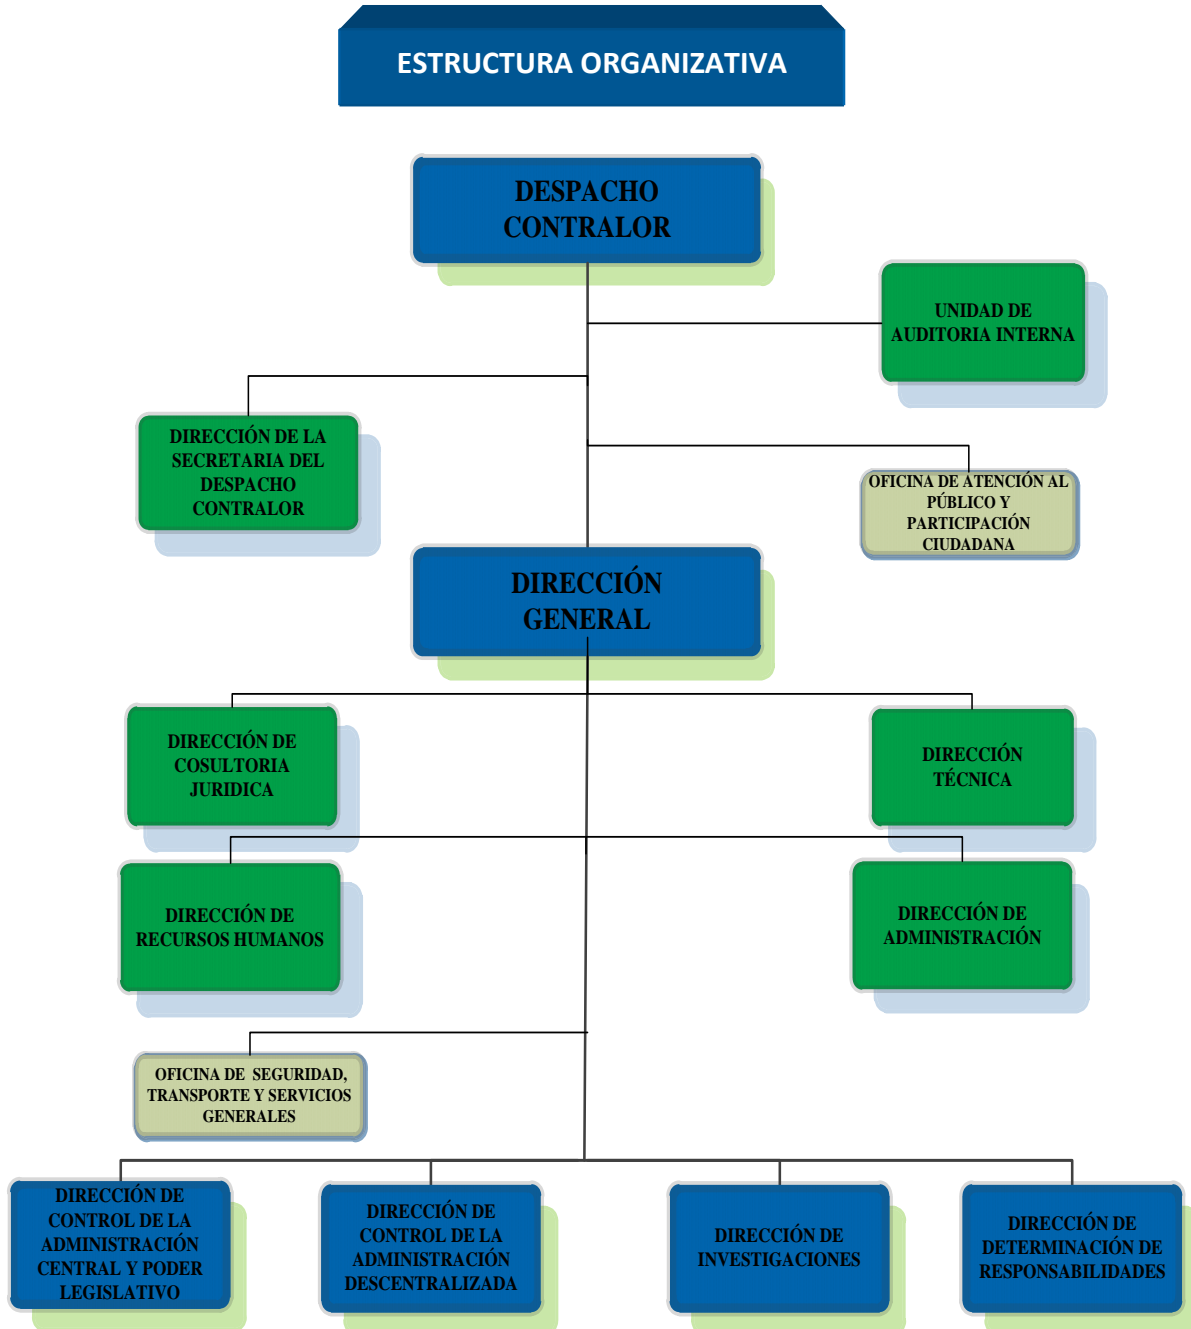 ESTRUCTURA ORGANIZATIVA
DESPACHO
CONTRALOR
UNIDAD DE
AUDITORIA INTERNA
DIRECCIÓN DE LA
SECRETARIA DEL
DESPACHO
CONTRALOR
OFICINA DE ATENCIÓN AL
PÚBLICO Y
PARTICIPACIÓN
CIUDADANA
DIRECCIÓN
GENERAL
DIRECCIÓN DE
COSULTORIA
JURIDICA
DIRECCIÓN
TÉCNICA
DIRECCIÓN DE
RECURSOS HUMANOS
DIRECCIÓN DE
ADMINISTRACIÓN
OFICINA DE SEGURIDAD,
TRANSPORTE Y SERVICIOS
GENERALES
DIRECCIÓN DE
CONTROL DE LA
ADMINISTRACIÓN
CENTRAL Y PODER
LEGISLATIVO
DIRECCIÓN DE
CONTROL DE LA
ADMINISTRACIÓN
DESCENTRALIZADA
DIRECCIÓN DE
INVESTIGACIONES
DIRECCIÓN DE
DETERMINACIÓN DE
RESPONSABILIDADES